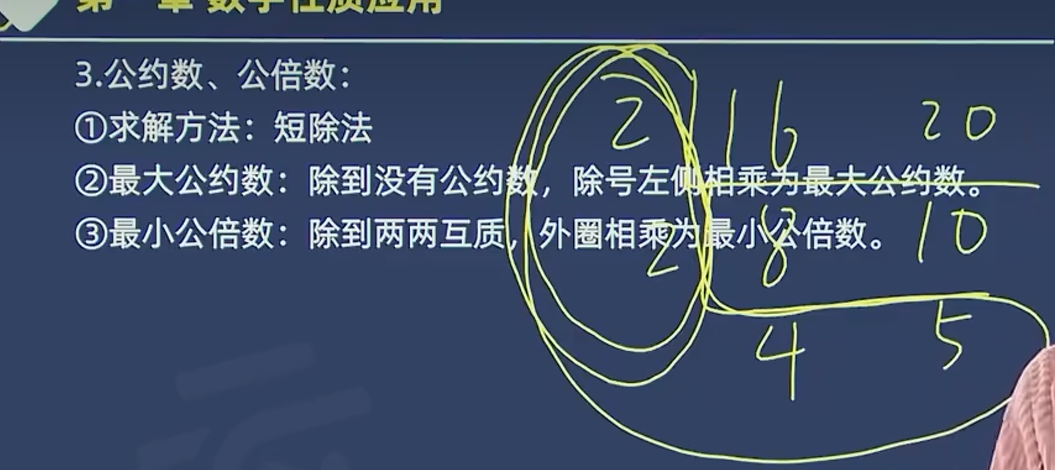 第一章 数字性质应用
3.公约数、公倍数：
①求解方法：短除法
②最大公约数：除到没有公约数，除号左侧相乘为最大公约数。
③最小公倍数：除到两两互质，外圈相乘为最小公倍数。
2 16 20
2 8 10
4 5